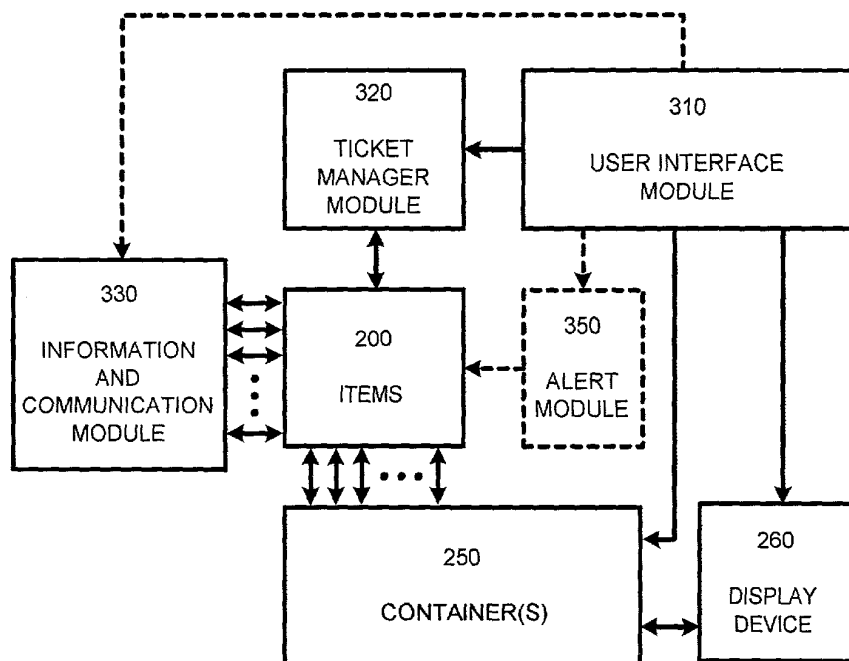 320
TICKET
MANAGER
MODULE
310
USER INTERFACE
MODULE
330
INFORMATION
AND
COMMUNICATION
MODULE
200
ITEMS
350
ALERT
MODULE
250
CONTAINER(S)
260
DISPLAY
DEVICE